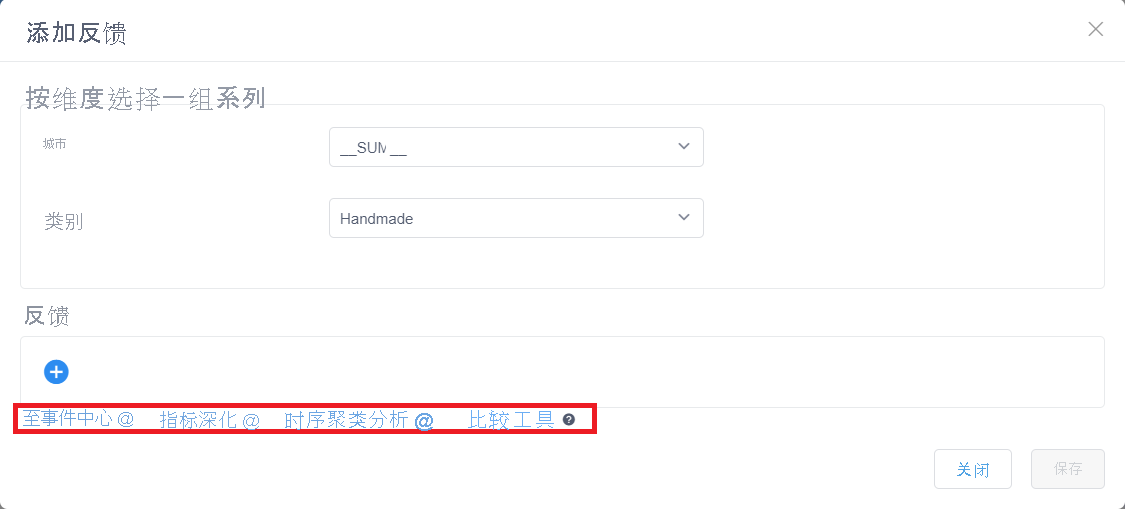 添加反馈
按维度选择一组系列
城市
__SUM__
类别
Handmade
反馈
至事件中心 @ 指标深化 @ 时序聚类分析 @ 比较工具 ?
关闭 保存